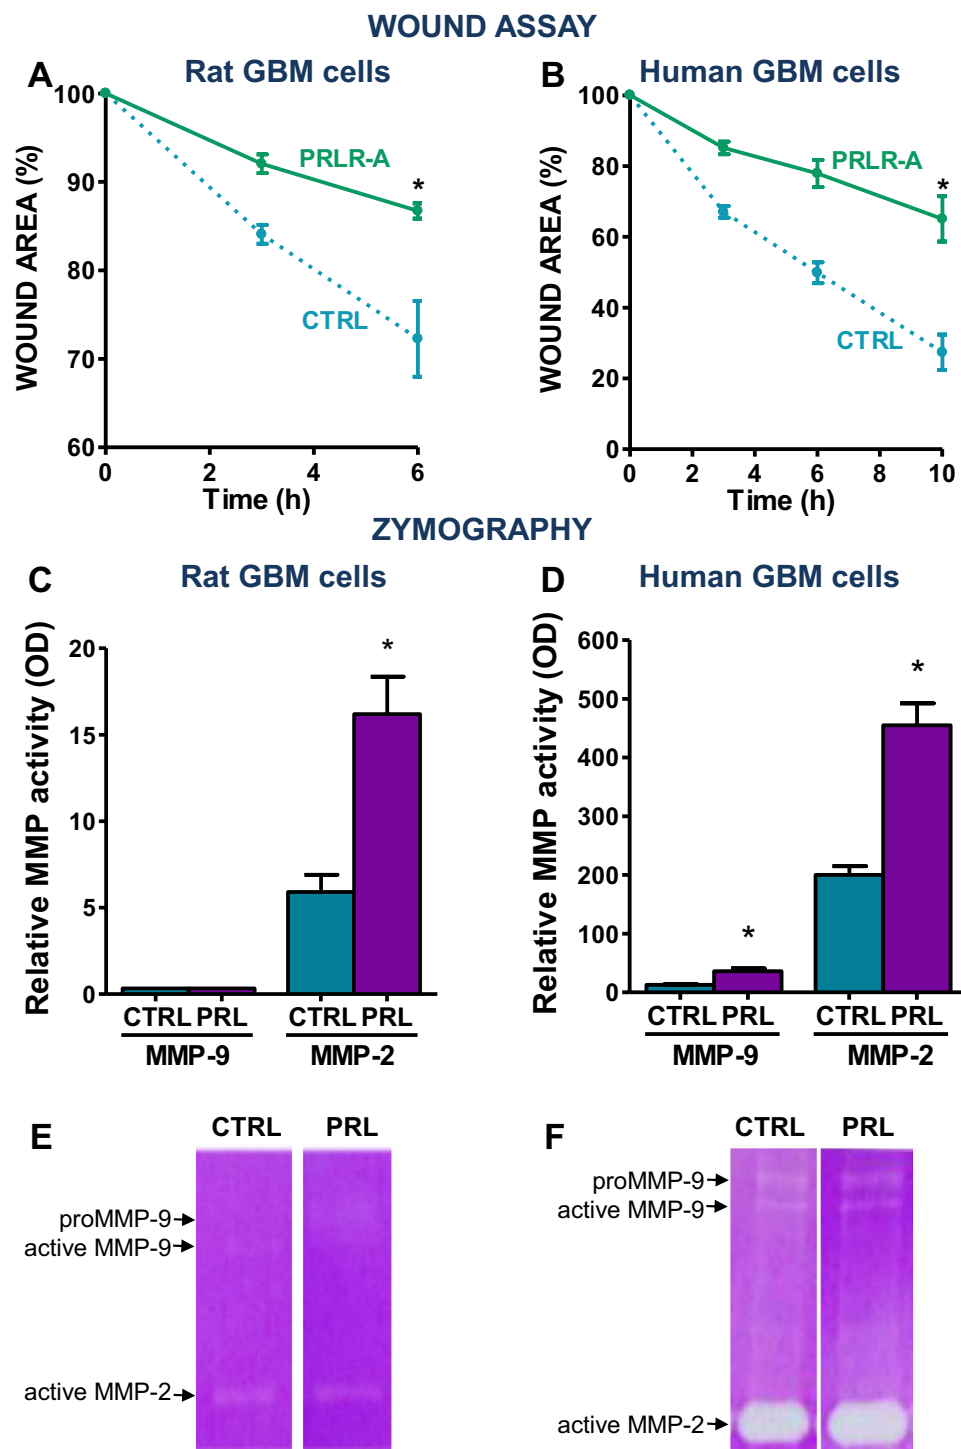 WOUND ASSAY
A Rat GBM cells
WOUND AREA (%)
100
90
80
70
60
PRLR-A
*
CTRL
0 2 4 6
Time (h)
B Human GBM cells
WOUND AREA (%)
100
80
60
40
20
0
PRLR-A
*
CTRL
0 2 4 6 8 10
Time (h)
ZYMOGRAPHY
C Rat GBM cells
Relative MMP activity (OD)
20
15
10
5
0
*
CTRL PRL CTRL PRL
MMP-9 MMP-2
D Human GBM cells
Relative MMP activity (OD)
600
500
400
300
200
100
0
*
*
CTRL PRL CTRL PRL
MMP-9 MMP-2
E CTRL PRL
proMMP-9
active MMP-9
active MMP-2
F CTRL PRL
proMMP-9
active MMP-9
active MMP-2